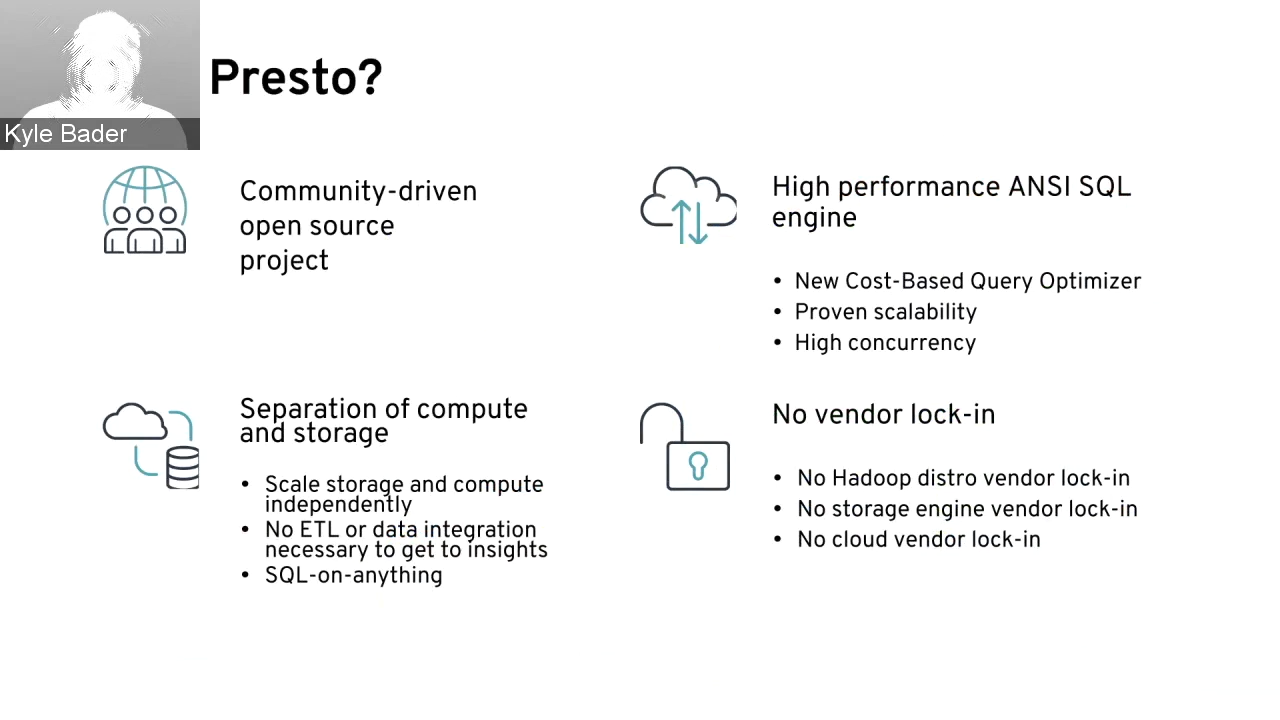 Presto?
Kyle Bader
Community-driven
open source
project
High performance ANSI SQL
engine
• New Cost-Based Query Optimizer
• Proven scalability
• High concurrency
Separation of compute
and storage
• Scale storage and compute
independently
• No ETL or data integration
necessary to get to insights
• SQL-on-anything
No vendor lock-in
• No Hadoop distro vendor lock-in
• No storage engine vendor lock-in
• No cloud vendor lock-in